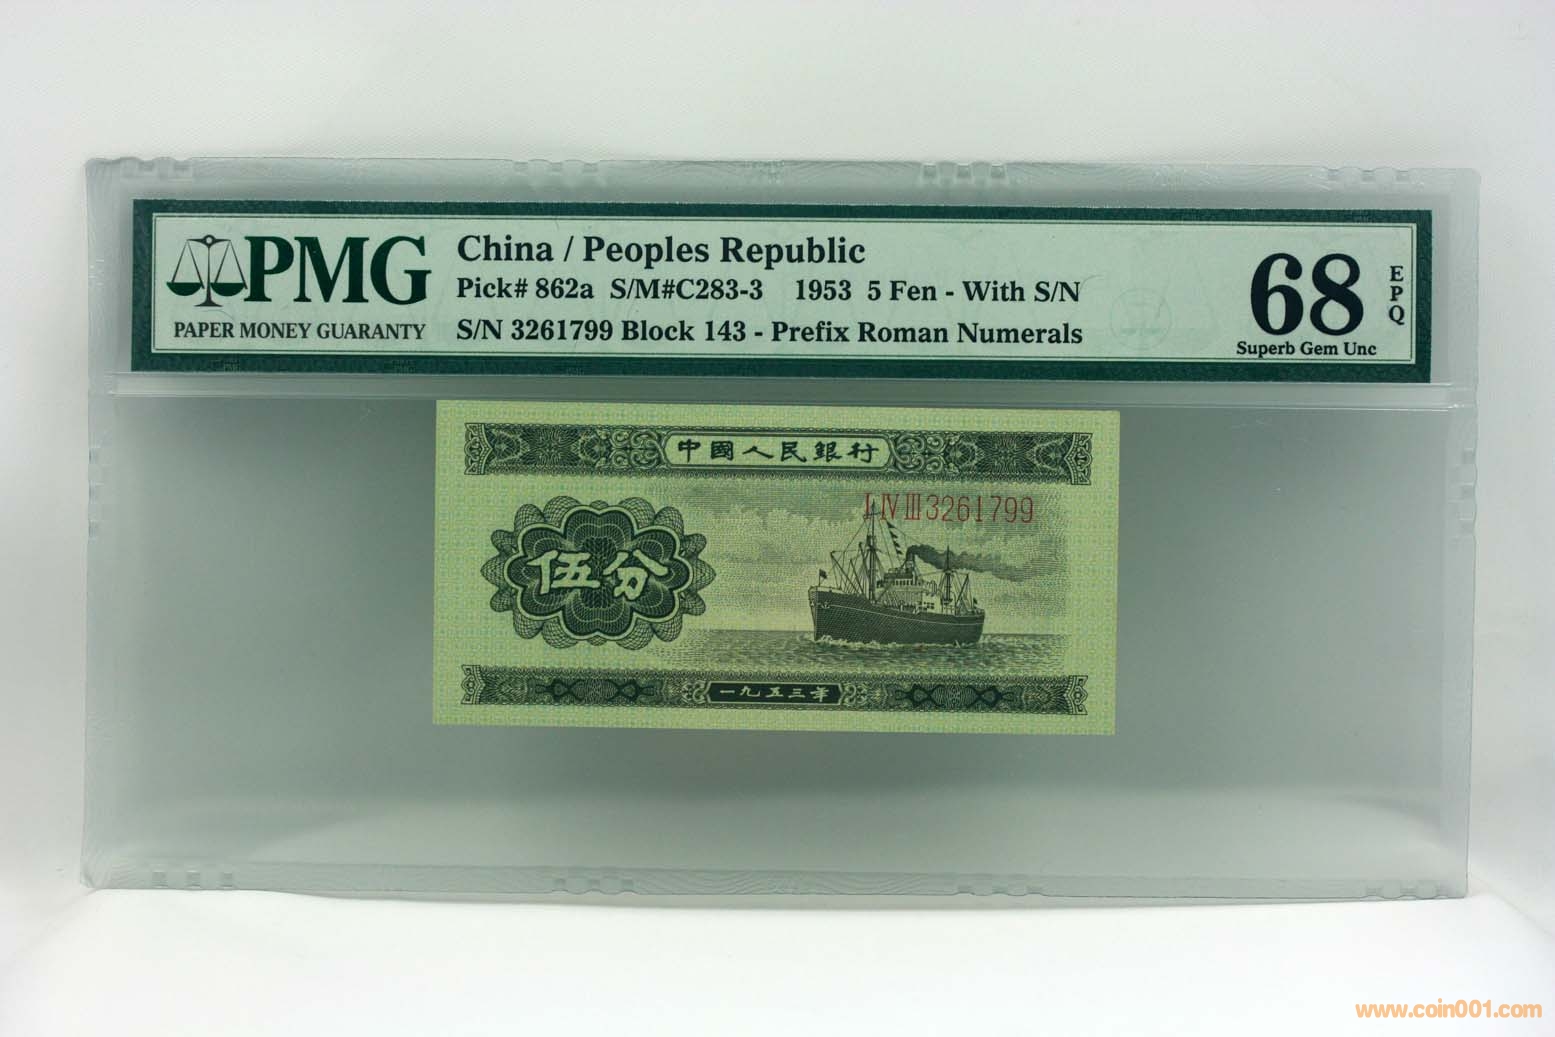 PMG
PAPER MONEY GUARANTY
China / Peoples Republic
Pick# 862a S/M#C283-3 1953 5 Fen - With S/N
S/N 3261799 Block 143 - Prefix Roman Numerals
68
EPQ
Superb Gem Unc
中國人民銀行
I IV III 3261799
伍分
一九五三年
www.coin001.com